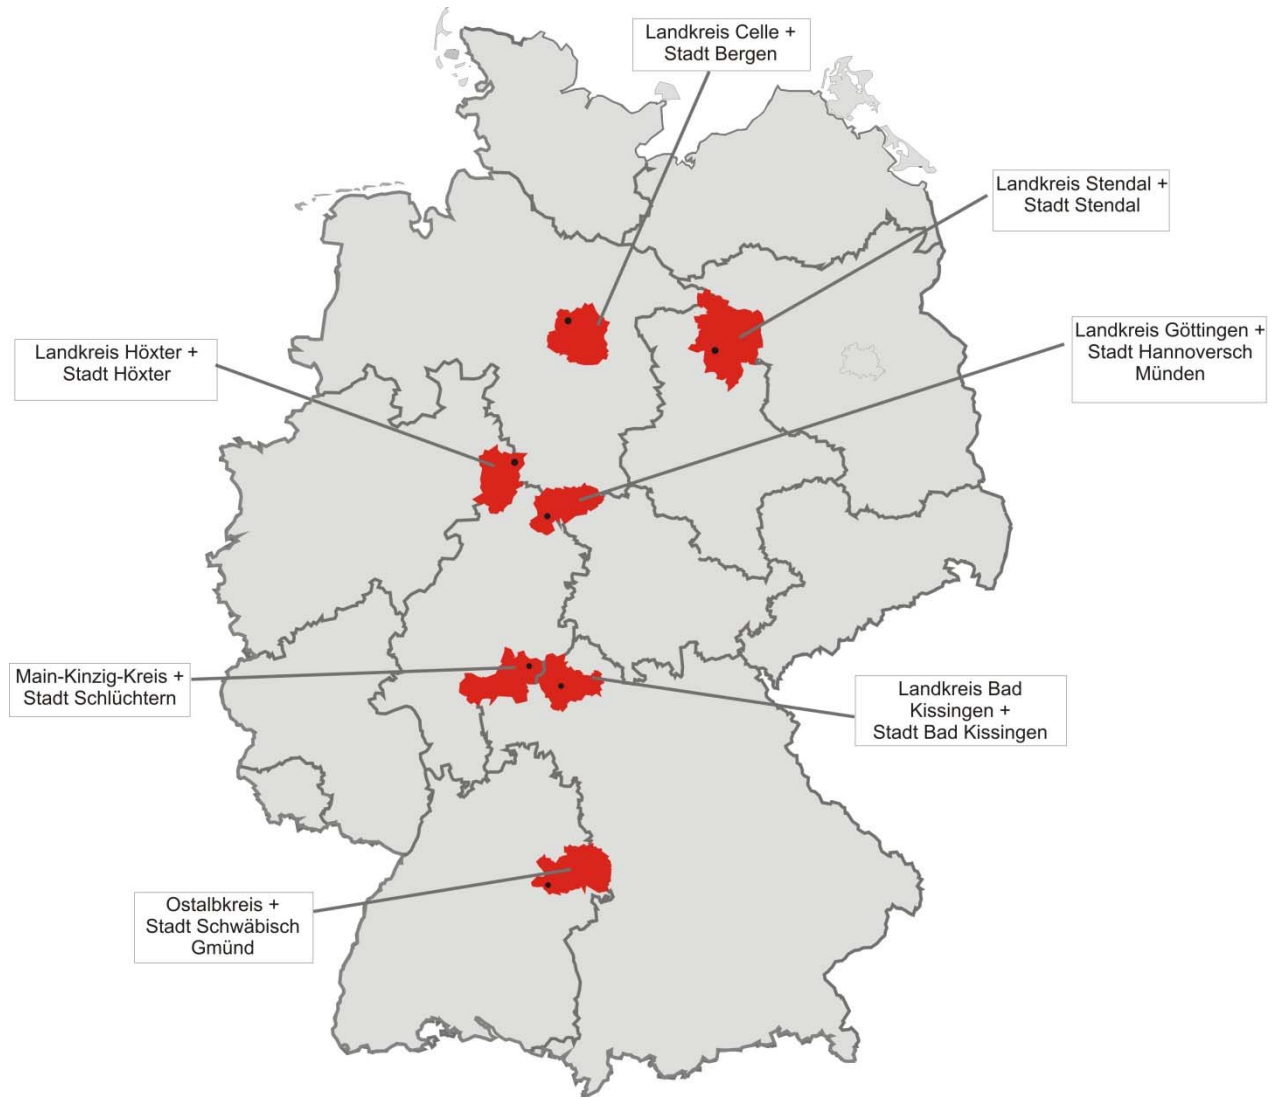 Landkreis Celle +
Stadt Bergen
Landkreis Stendal +
Stadt Stendal
Landkreis Göttingen +
Stadt Hannoversch
Münden
Landkreis Höxter +
Stadt Höxter
Main-Kinzig-Kreis +
Stadt Schlüchtern
Landkreis Bad
Kissingen +
Stadt Bad Kissingen
Ostalbkreis +
Stadt Schwäbisch
Gmünd